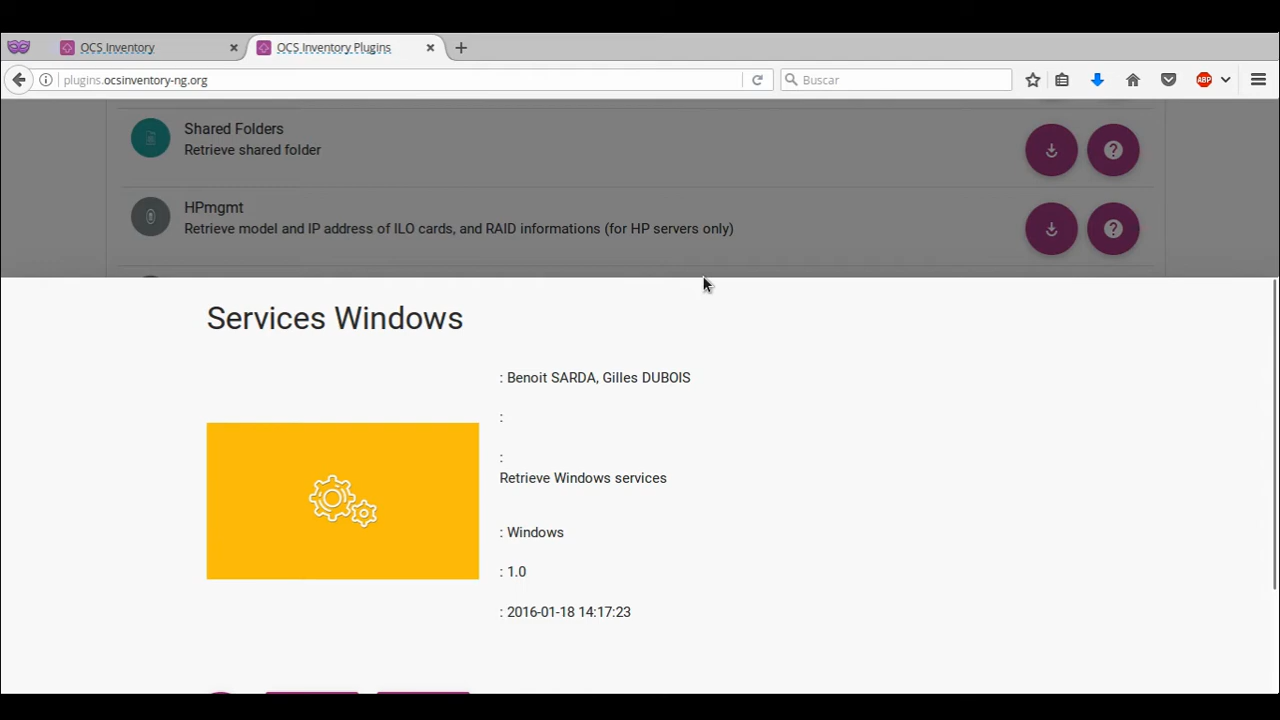 OCS Inventory
OCS Inventory Plugins
plugins.ocsinventory-ng.org
Buscar
ABP
Shared Folders
Retrieve shared folder
HPmgmt
Retrieve model and IP address of ILO cards, and RAID informations (for HP servers only)
Services Windows
: Benoit SARDA, Gilles DUBOIS
:
:
Retrieve Windows services
: Windows
: 1.0
: 2016-01-18 14:17:23